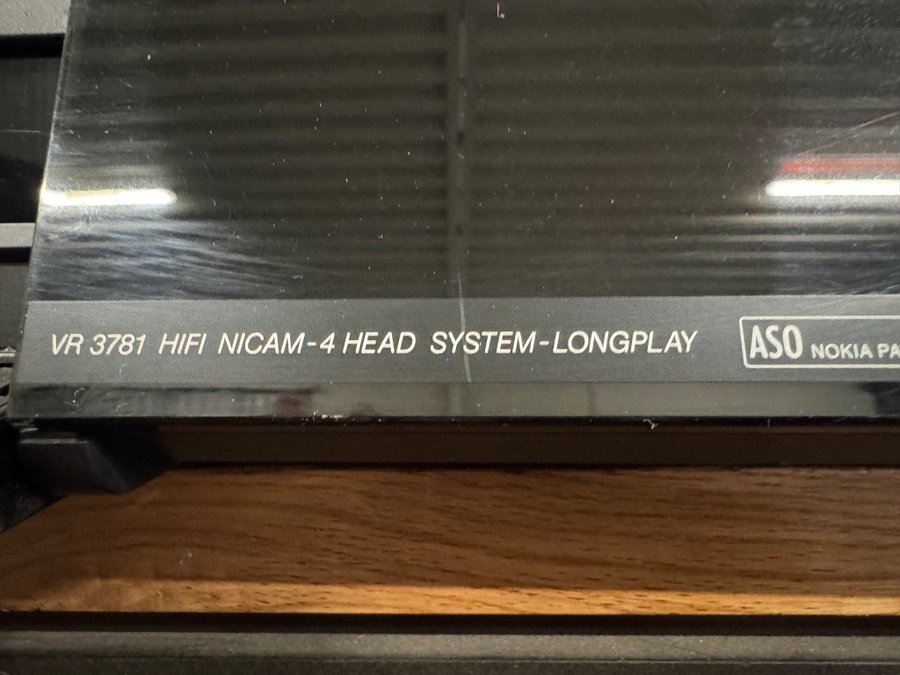 VR 3781 HIFI NICAM-4 HEAD SYSTEM-LONGPLAY ASO NOKIA